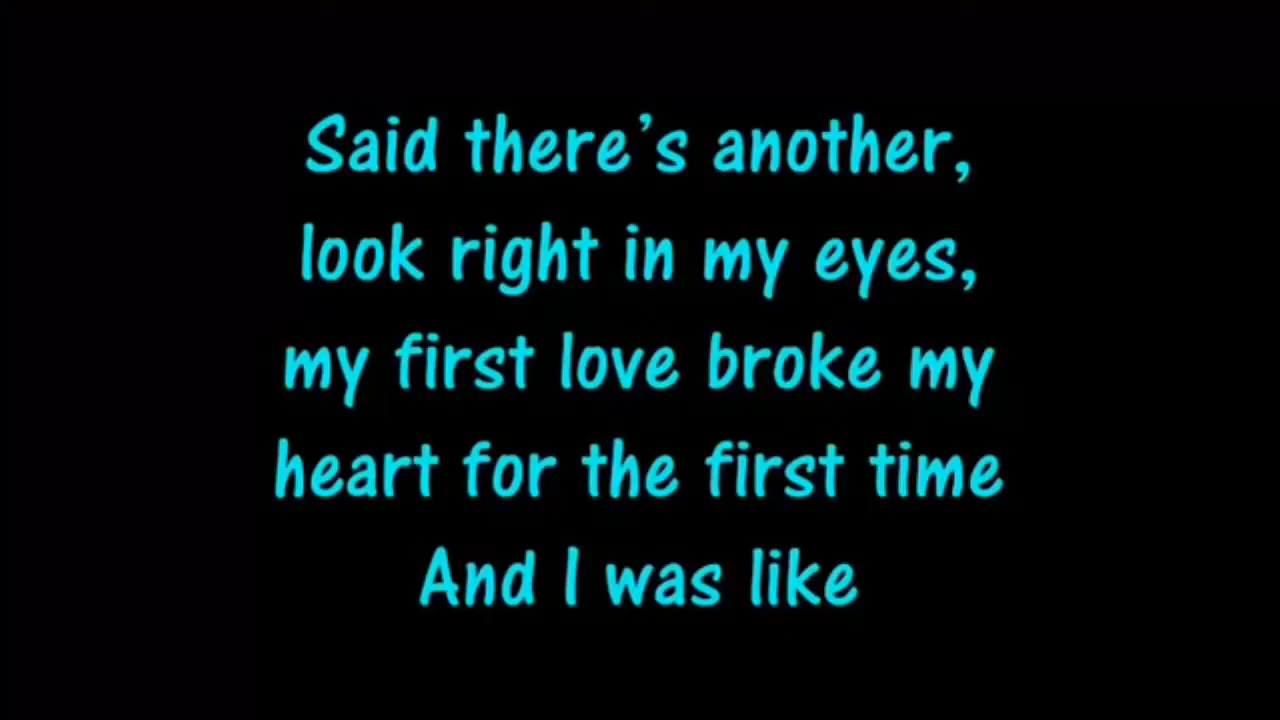 Said there's another,
look right in my eyes,
my first love broke my
heart for the first time
And I was like